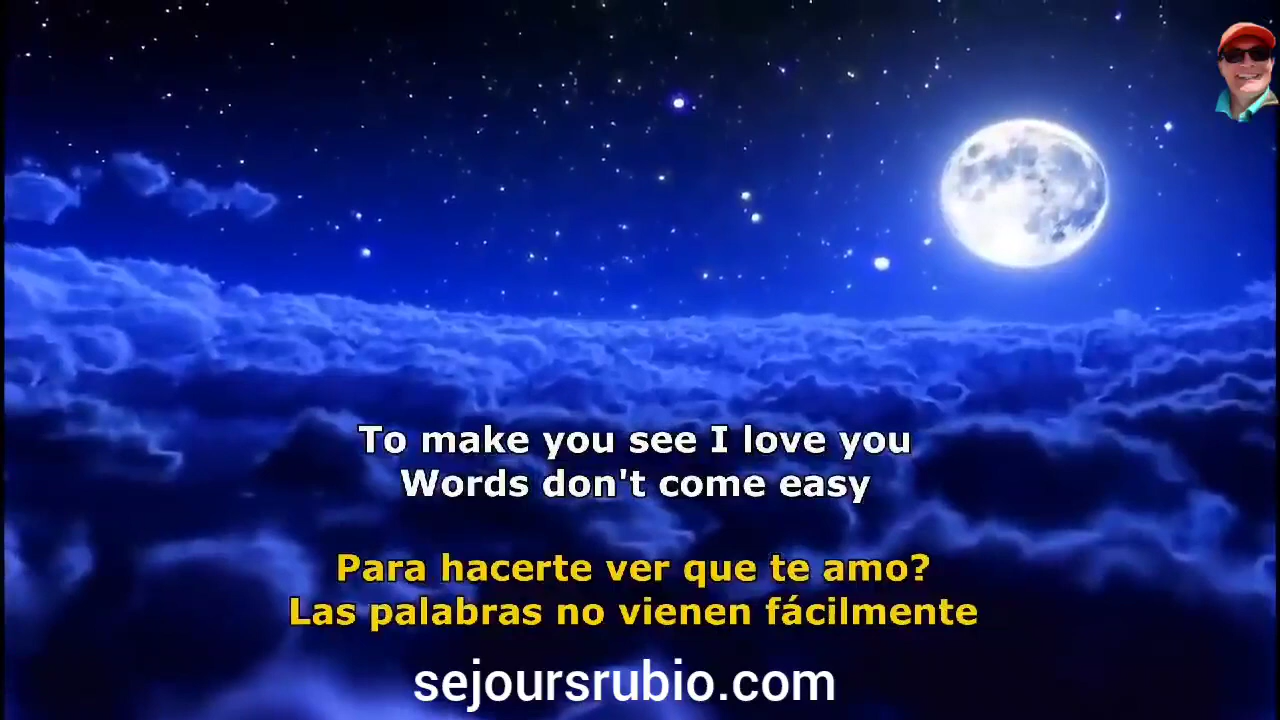 To make you see I love you
Words don't come easy
Para hacerte ver que te amo?
Las palabras no vienen fácilmente
sejoursrubio.com